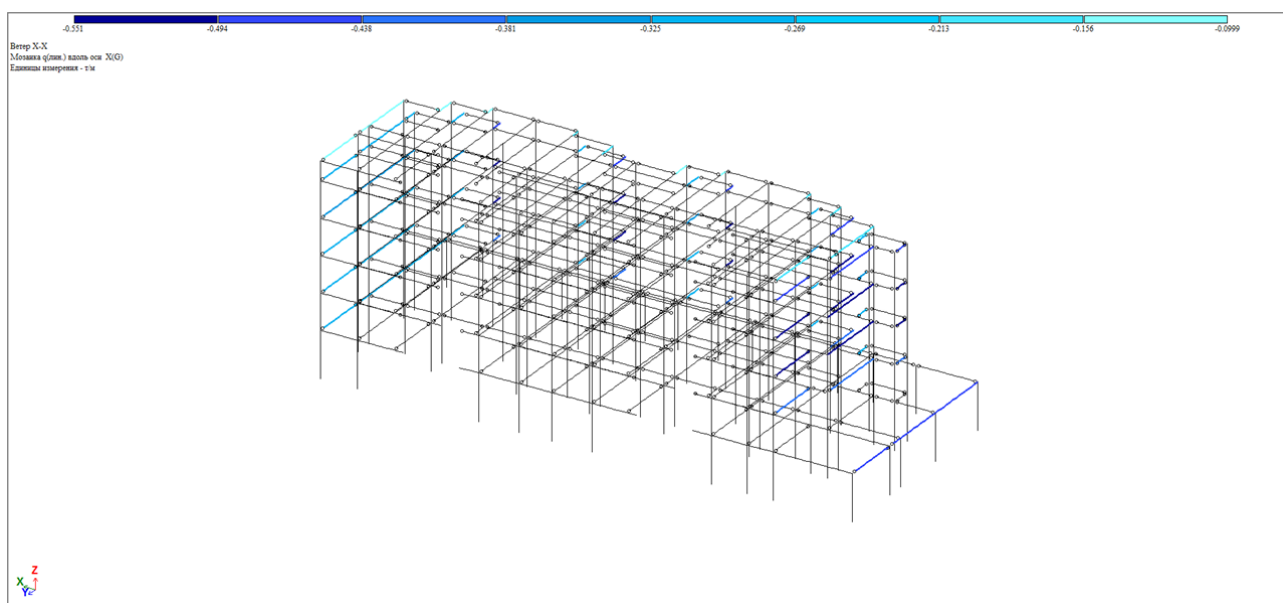 -0.551 -0.494 -0.438 -0.381 -0.325 -0.269 -0.213 -0.156 -0.0999
Ветер X-X
Мозаика q(лин.) вдоль оси X(G)
Единицы измерения - т/м
Z
X
Y